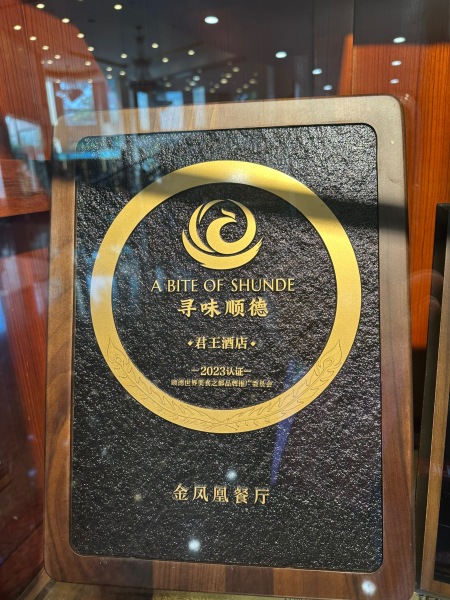 A BITE OF SHUNDE
寻味顺德
君王酒店
2023认证
顺德世界美食之都品牌推广委员会
金凤凰餐厅